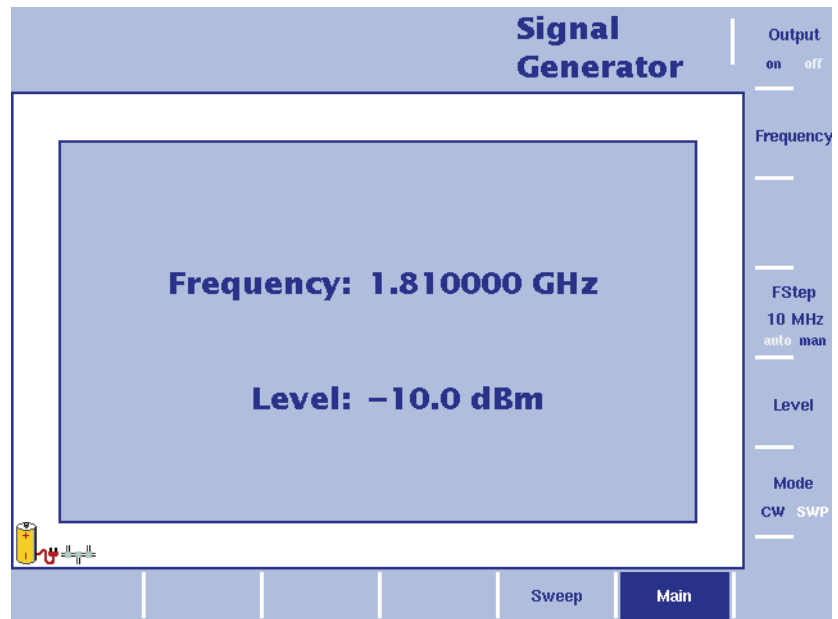 Signal
Generator
Output
on off
Frequency
Frequency: 1.810000 GHz
FStep
10 MHz
auto man
Level: –10.0 dBm
Level
Mode
CW SWP
Sweep Main